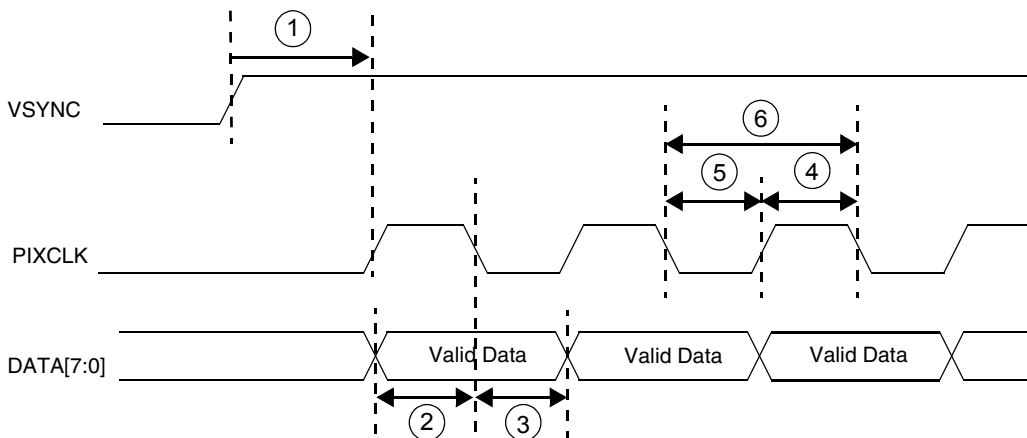 1
VSYNC
6
5
4
PIXCLK
DATA[7:0]
Valid Data
Valid Data
Valid Data
2
3